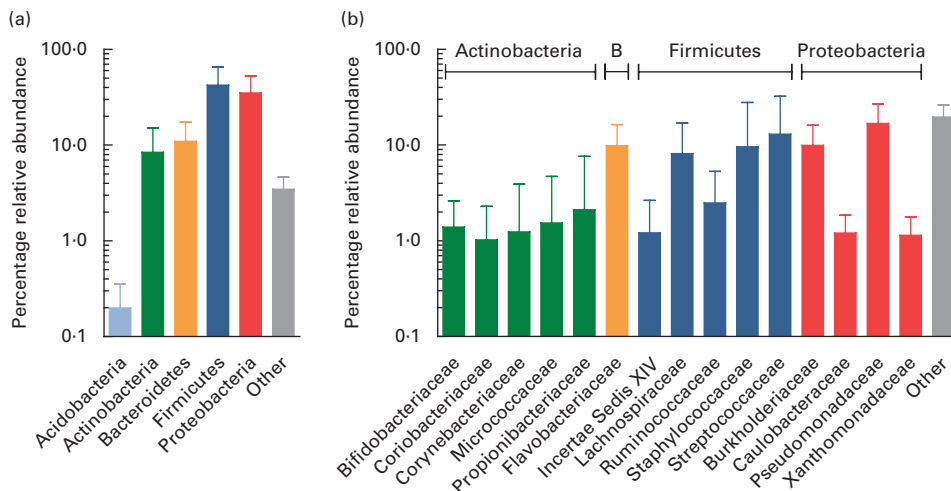 (a)
Percentage relative abundance
100·0
10·0
1·0
0·1
Acidobacteria
Actinobacteria
Bacteroidetes
Firmicutes
Proteobacteria
Other
(b)
Percentage relative abundance
100·0
10·0
1·0
0·1
Actinobacteria
B
Firmicutes
Proteobacteria
Bifidobacteriaceae
Coriobacteriaceae
Corynebacteriaceae
Micrococcaceae
Propionibacteriaceae
Flavobacteriaceae
Incertae Sedis XIV
Lachnospiraceae
Ruminococcaceae
Staphylococcaceae
Streptococcaceae
Burkholderiaceae
Caulobacteraceae
Pseudomonadaceae
Xanthomonadaceae
Other